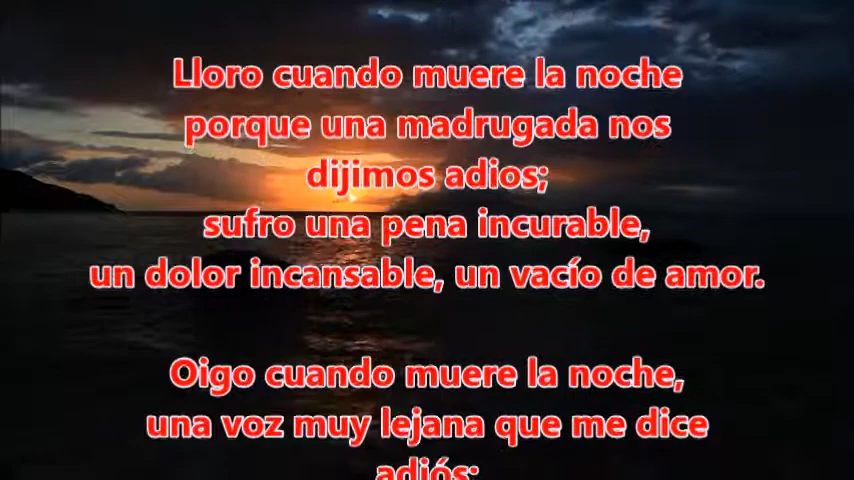 Lloro cuando muere la noche
porque una madrugada nos
dijimos adios;
sufro una pena incurable,
un dolor incansable, un vacío de amor.
Oigo cuando muere la noche,
una voz muy lejana que me dice
adiós;